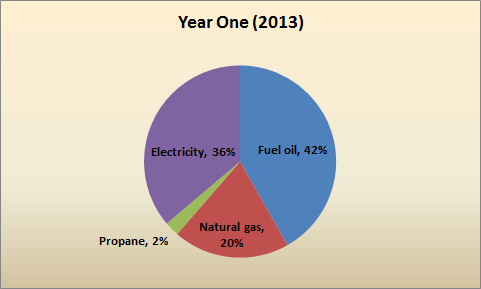 Year One (2013)
Electricity, 36%
Fuel oil, 42%
Natural gas,
20%
Propane, 2%